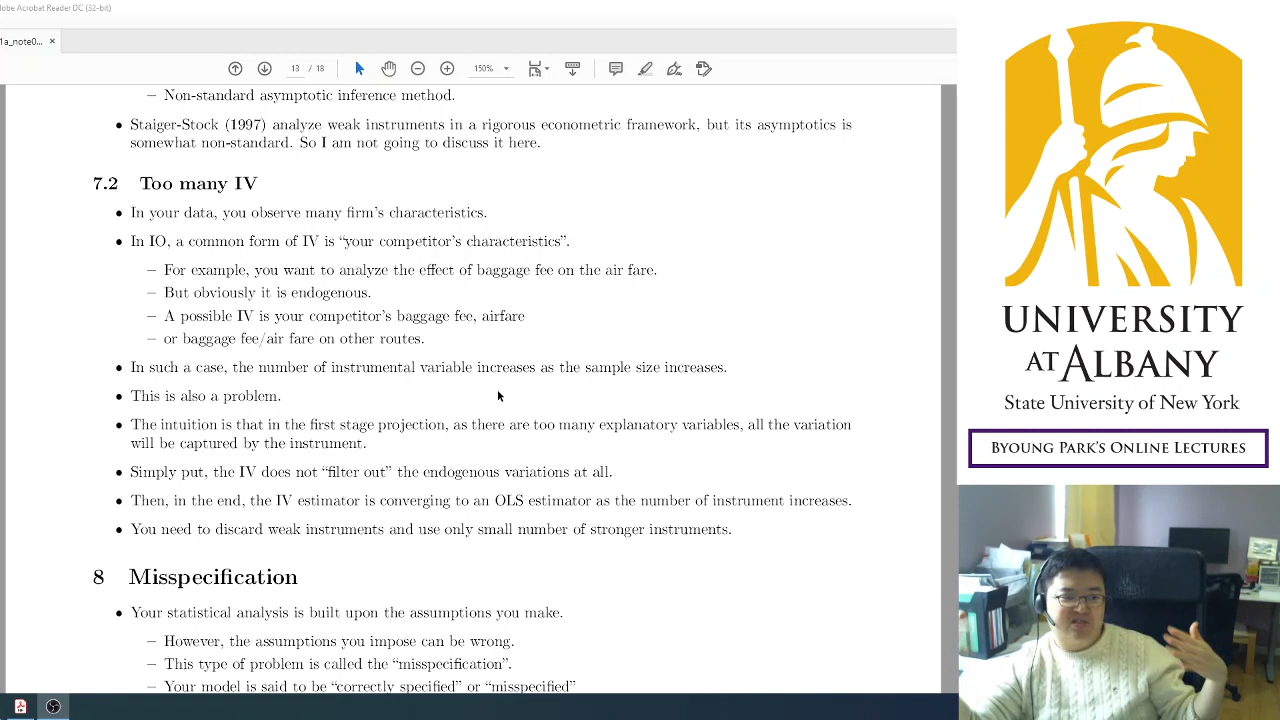 dobe Acrobat Reader DC (32-bit)
1a_note0... ×
13 / 18
150%
– Non-standard asymptotic inference method.
• Staiger-Stock (1997) analyze weak instruments in a rigorous econometric framework, but its asymptotics is
somewhat non-standard. So I am not going to discuss it here.
7.2 Too many IV
• In your data, you observe many firm's characteristics.
• In IO, a common form of IV is "your competitor's characteristics".
– For example, you want to analyze the effect of baggage fee on the air fare.
– But obviously it is endogenous.
– A possible IV is your competitor's baggage fee, airfare
– or baggage fee/air fare on other routes.
• In such a case, the number of instrumental variable increases as the sample size increases.
• This is also a problem.
• The intuition is that in the first stage projection, as there are too many explanatory variables, all the variation
will be captured by the instrument.
• Simply put, the IV does not "filter out" the endogenous variations at all.
• Then, in the end, the IV estimator is converging to an OLS estimator as the number of instrument increases.
• You need to discard weak instruments and use only small number of stronger instruments.
8 Misspecification
• Your statistical analysis is built upon the assumptions you make.
– However, the assumptions you impose can be wrong.
– This type of problem is called the "misspecification".
– Your model is said to be "correctly specified" or "misspecified"
UNIVERSITY
AT ALBANY
State University of New York
BYOUNG PARK'S ONLINE LECTURES